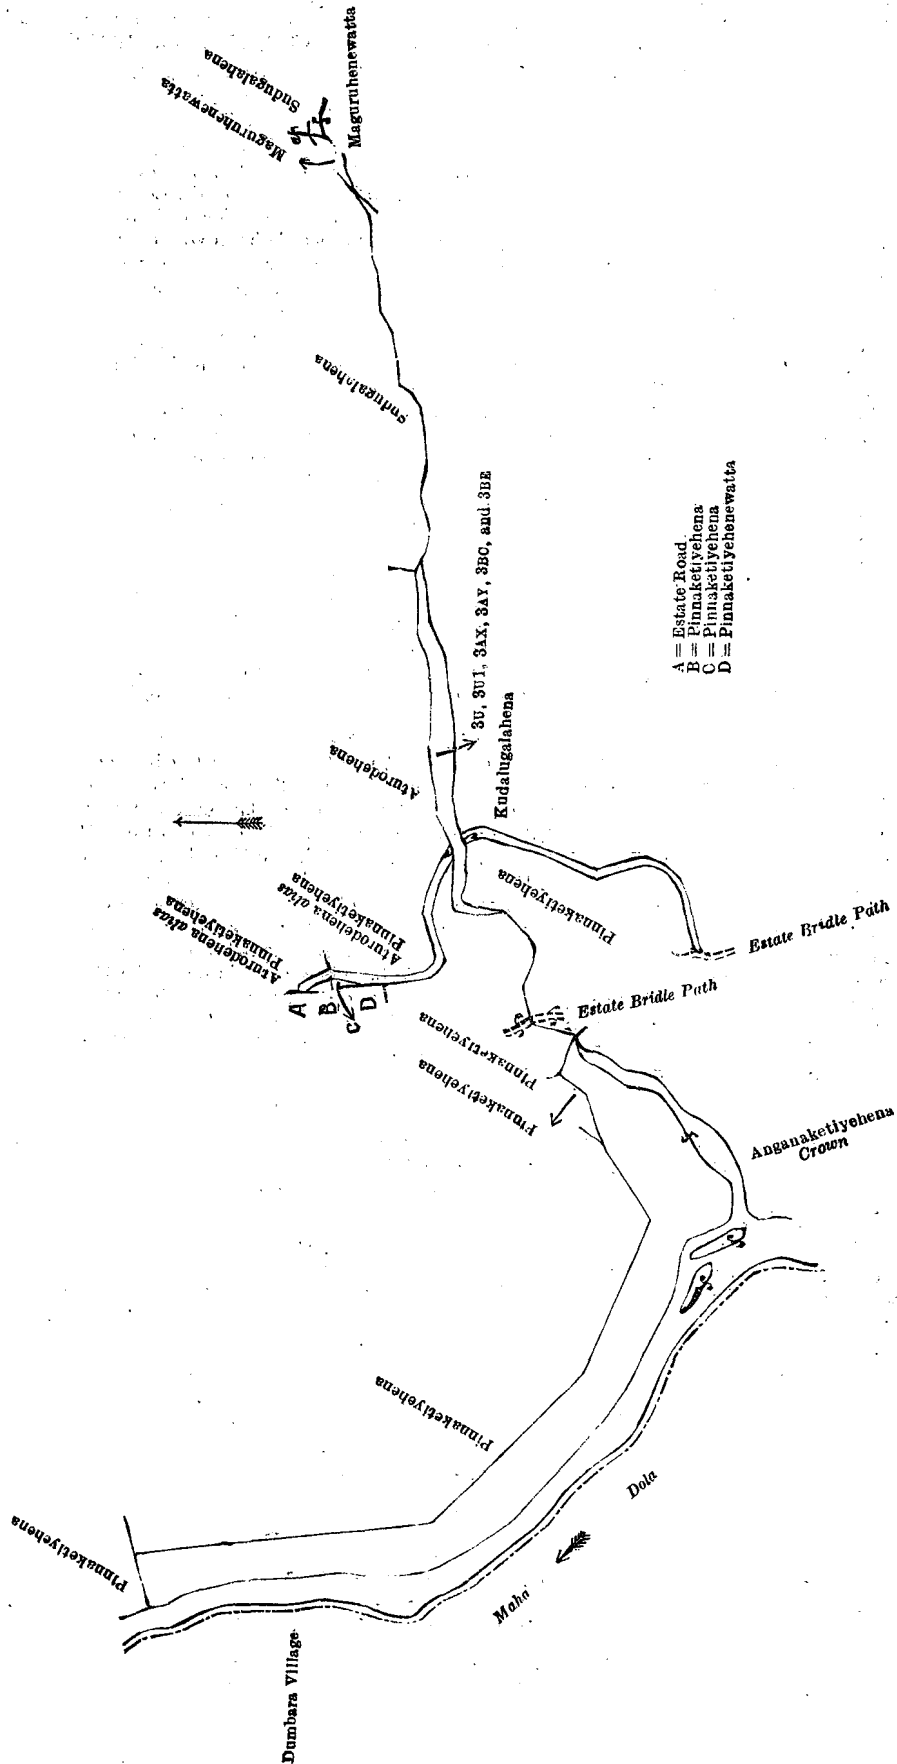 Sudugalahena
Maguruhenewatta
Maguruhenewatta
Sudugalahena
3U, 3U1, 3AX, 3AY, 3BC, and 3BE
Aturodehena
Kudalugalahena
A = Estate Road
B = Pinnaketiyehena
C = Pinnaketiyehena
D = Pinnaketiyehenewatta
Aturodehena alias
Pinnaketiyehena
Aturodehena alias
Pinnaketiyehena
A
B
C
D
Pinnaketiyehena
Estate Bridle Path
Estate Bridle Path
Pinnaketiyehena
Pinnaketiyehena
Anganaketiyehena
Crown
Pinnaketiyehena
Pinnaketiyehena
Maha Dola
Dumbara Village